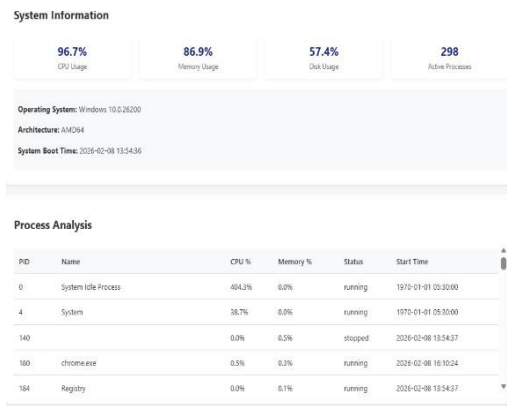 System Information
96.7% 86.9% 57.4% 298
CPU Usage Memory Usage Disk Usage Active Processes
Operating System: Windows 10.0.26200
Architecture: AMD64
System Boot Time: 2026-02-08 13:54:36
Process Analysis
PID Name CPU % Memory % Status Start Time
0 System Idle Process 404.3% 0.0% running 1970-01-01 05:30:00
4 System 38.7% 0.0% running 1970-01-01 05:30:00
140 0.0% 0.5% stopped 2026-02-08 13:54:37
180 chrome.exe 0.5% 0.3% running 2026-02-08 16:10:24
184 Registry 0.0% 0.1% running 2026-02-08 13:54:37